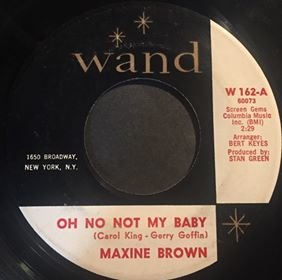 wand
W 162-A
60073
Screen Gems
Columbia Music
Inc. (BMI)
2:29
Arranger:
BERT KEYES
Produced by:
STAN GREEN
1650 BROADWAY,
NEW YORK, N.Y.
OH NO NOT MY BABY
(Carol King - Gerry Goffin)
MAXINE BROWN